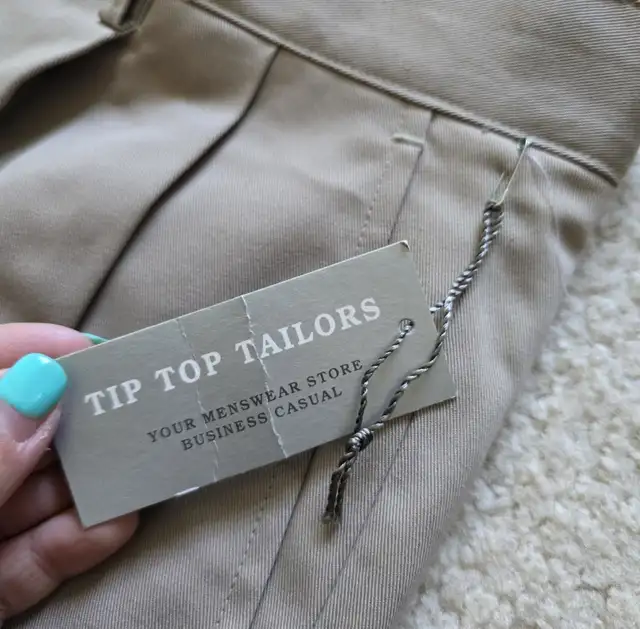 TIP TOP TAILORS
YOUR MENSWEAR STORE
BUSINESS CASUAL